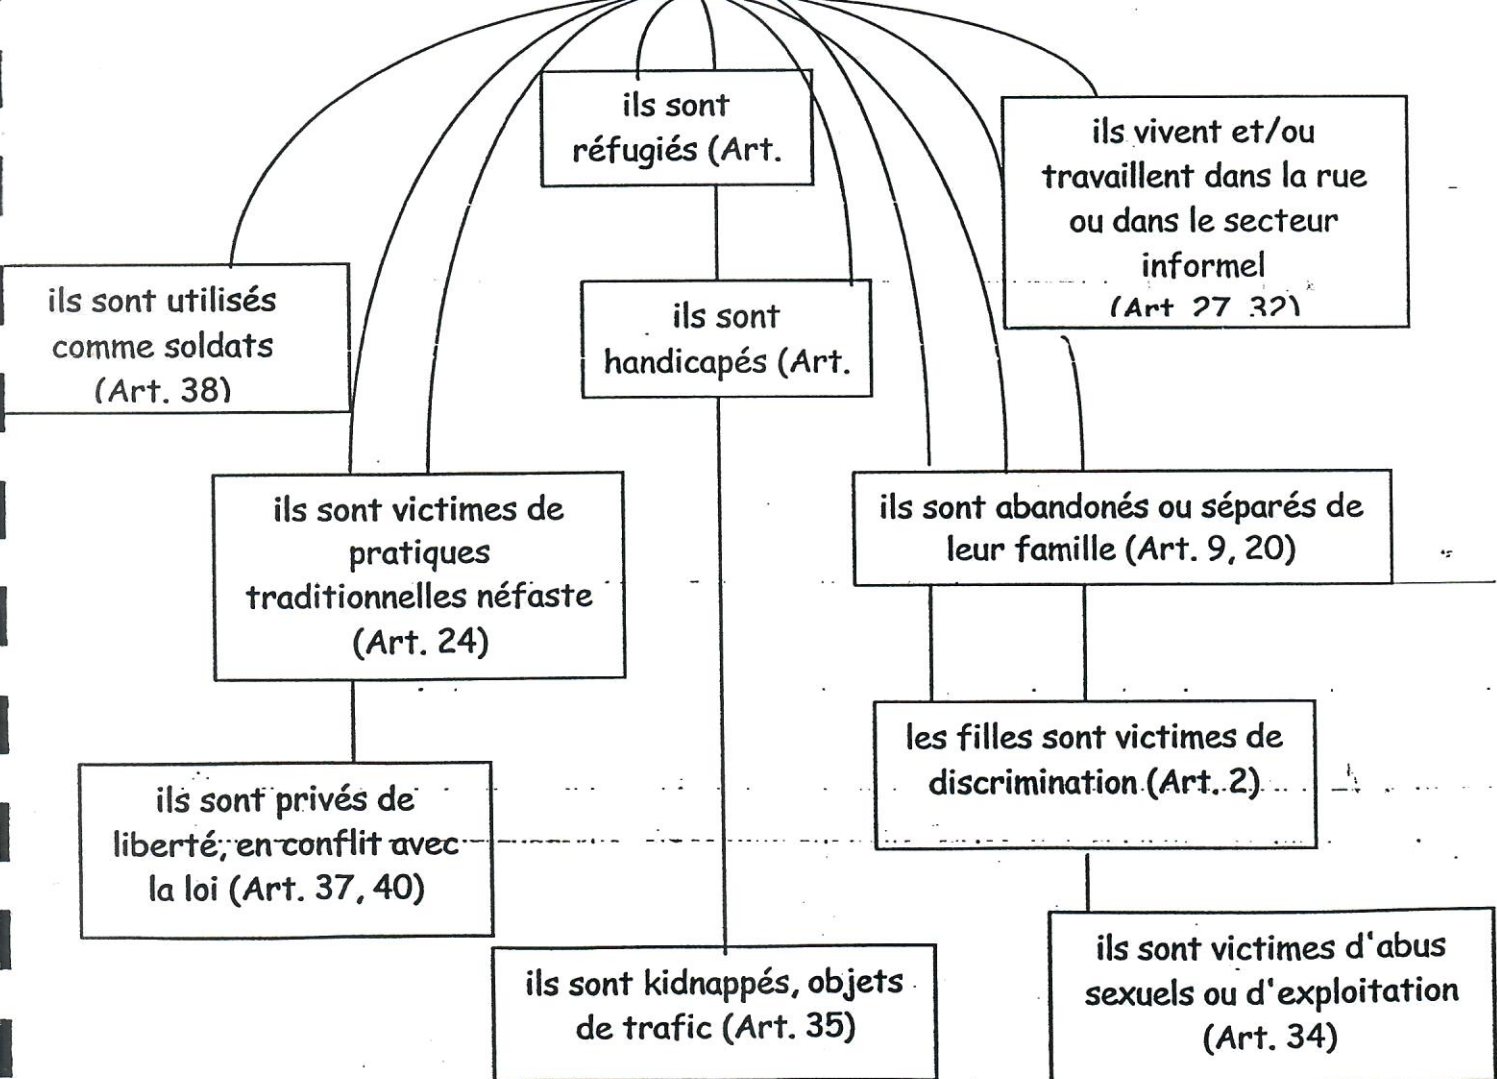 ils sont
réfugiés (Art.
ils vivent et/ou
travaillent dans la rue
ou dans le secteur
informel
(Art 27 32)
ils sont utilisés
comme soldats
(Art. 38)
ils sont
handicapés (Art.
ils sont victimes de
pratiques
traditionnelles néfaste
(Art. 24)
ils sont abandonés ou séparés de
leur famille (Art. 9, 20)
les filles sont victimes de
discrimination (Art. 2)
ils sont privés de
liberté, en conflit avec
la loi (Art. 37, 40)
ils sont kidnappés, objets
de trafic (Art. 35)
ils sont victimes d'abus
sexuels ou d'exploitation
(Art. 34)